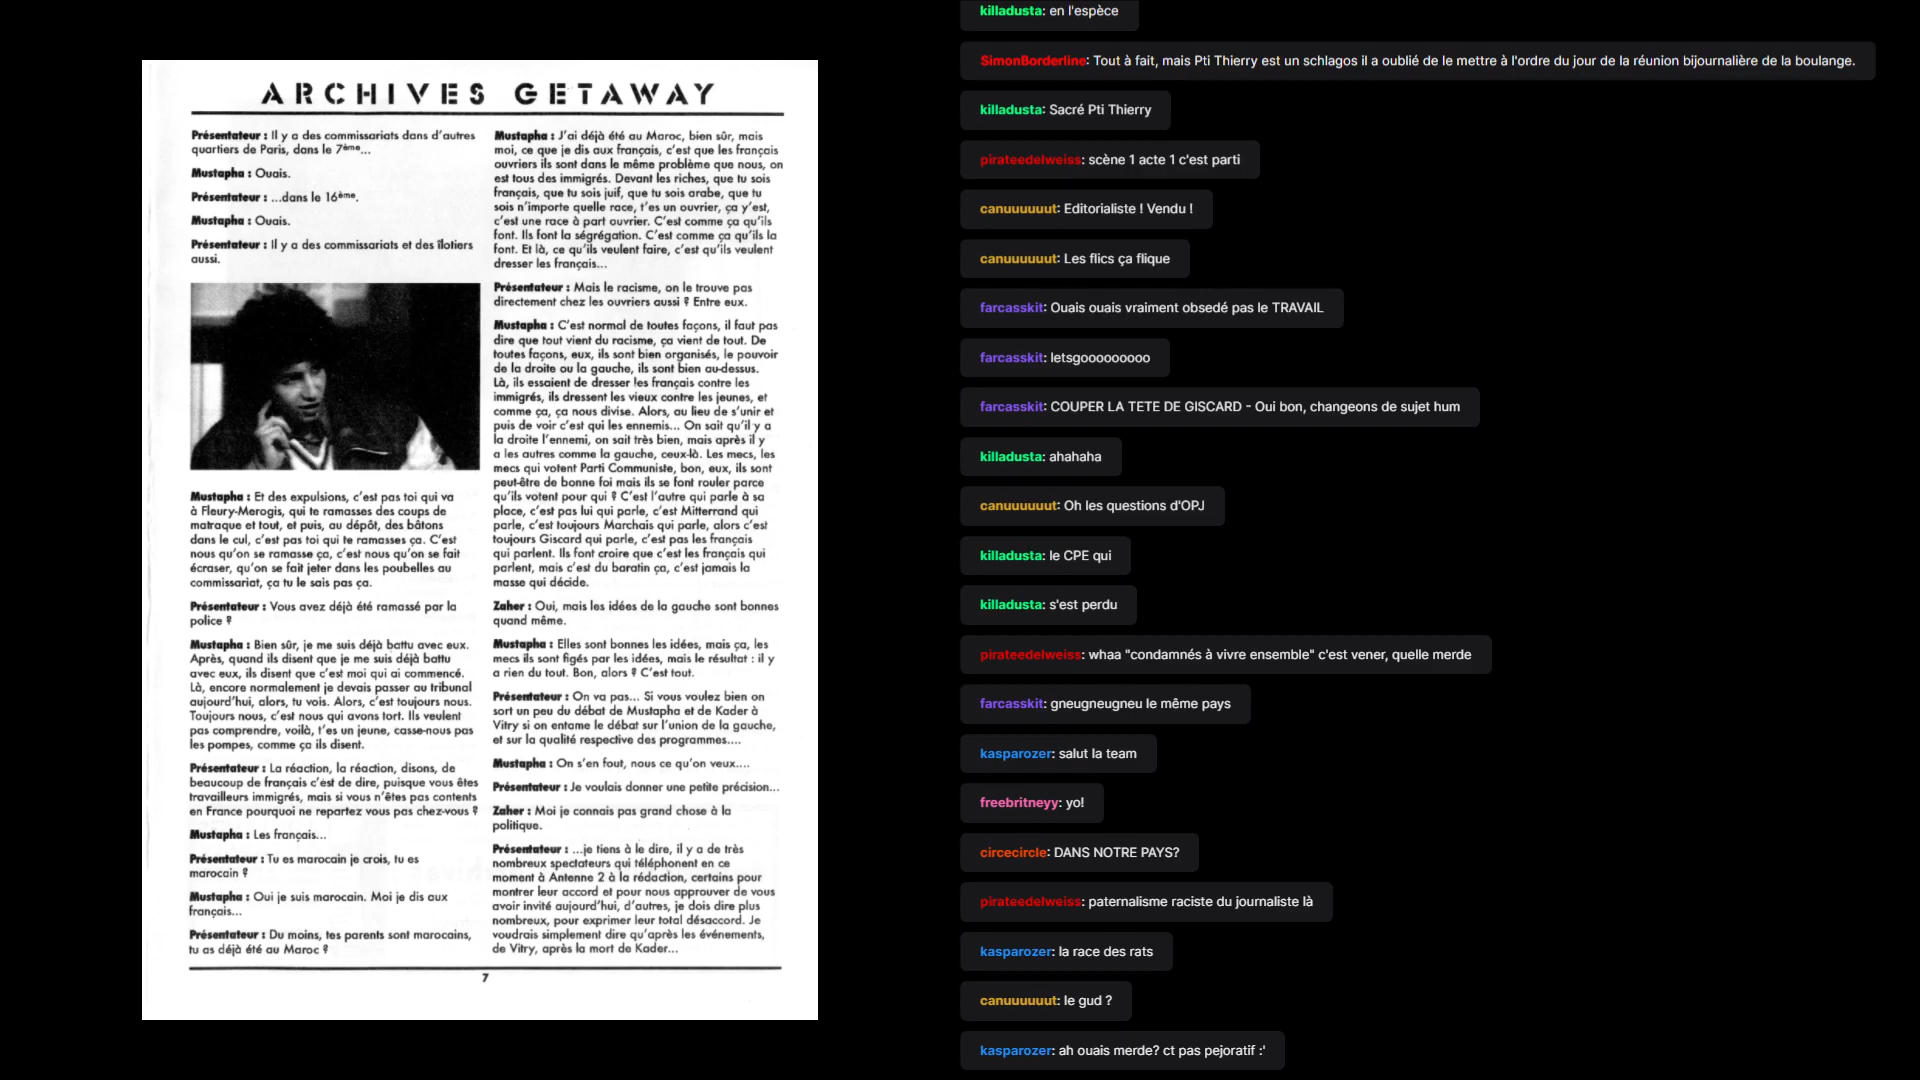 ARCHIVES GETAWAY
Présentateur : Il y a des commissariats dans d'autres
quartiers de Paris, dans le 7ème...
Mustapha : Ouais.
Présentateur : ...dans le 16ème.
Mustapha : Ouais.
Présentateur : Il y a des commissariats et des îlotiers
aussi.
Mustapha : Et des expulsions, c'est pas toi qui va
à Fleury-Merogis, qui te ramasses des coups de
matraque et tout, et puis, au dépôt, des bâtons
dans le cul, c'est pas toi qui te ramasses ça. C'est
nous qu'on se ramasse ça, c'est nous qu'on se fait
écraser, qu'on se fait jeter dans les poubelles au
commissariat, ça tu le sais pas ça.
Présentateur : Vous avez déjà été ramassé par la
police ?
Mustapha : Bien sûr, je me suis déjà battu avec eux.
Après, quand ils disent que je me suis déjà battu
avec eux, ils disent que c'est moi qui ai commencé.
Là, encore normalement je devais passer au tribunal
aujourd'hui, alors, tu vois. Alors, c'est toujours nous.
Toujours nous, c'est nous qui avons tort. Ils veulent
pas comprendre, voilà, t'es un jeune, casse-nous pas
les pompes, comme ça ils disent.
Présentateur : La réaction, la réaction, disons, de
beaucoup de français c'est de dire, puisque vous êtes
travailleurs immigrés, mais si vous n'êtes pas contents
en France pourquoi ne repartez vous pas chez-vous ?
Mustapha : Les français...
Présentateur : Tu es marocain je crois, tu es
marocain ?
Mustapha : Oui je suis marocain. Moi je dis aux
français...
Présentateur : Du moins, tes parents sont marocains,
tu as déjà été au Maroc ?
Mustapha : J'ai déjà été au Maroc, bien sûr, mais
moi, ce que je dis aux français, c'est que les français
ouvriers ils sont dans le même problème que nous, on
est tous des immigrés. Devant les riches, que tu sois
français, que tu sois juif, que tu sois arabe, que tu
sois n'importe quelle race, t'es un ouvrier, ça y'est,
c'est une race à part ouvrier. C'est comme ça qu'ils
font. Ils font la ségrégation. C'est comme ça qu'ils la
font. Et là, ce qu'ils veulent faire, c'est qu'ils veulent
dresser les français...
Présentateur : Mais le racisme, on le trouve pas
directement chez les ouvriers aussi ? Entre eux.
Mustapha : C'est normal de toutes façons, il faut pas
dire que tout vient du racisme, ça vient de tout. De
toutes façons, eux, ils sont bien organisés, le pouvoir
de la droite ou la gauche, ils sont bien au-dessus.
Là, ils essaient de dresser les français contre les
immigrés, ils dressent les vieux contre les jeunes, et
comme ça, ça nous divise. Alors, au lieu de s'unir et
puis de voir c'est qui les ennemis... On sait qu'il y a
la droite l'ennemi, on sait très bien, mais après il y
a les autres comme la gauche, ceux-là. Les mecs, les
mecs qui votent Parti Communiste, bon, eux, ils sont
peut-être de bonne foi mais ils se font rouler parce
qu'ils votent pour qui ? C'est l'autre qui parle à sa
place, c'est pas lui qui parle, c'est Mitterrand qui
parle, c'est toujours Marchais qui parle, alors c'est
toujours Giscard qui parle, c'est pas les français
qui parlent. Ils font croire que c'est les français qui
parlent, mais c'est du baratin ça, c'est jamais la
masse qui décide.
Zaher : Oui, mais les idées de la gauche sont bonnes
quand même.
Mustapha : Elles sont bonnes les idées, mais ça, les
mecs ils sont figés par les idées, mais le résultat : il y
a rien du tout. Bon, alors ? C'est tout.
Présentateur : On va pas... Si vous voulez bien on
sort un peu du débat de Mustapha et de Kader à
Vitry si on entame le débat sur l'union de la gauche,
et sur la qualité respective des programmes....
Mustapha : On s'en fout, nous ce qu'on veux....
Présentateur : Je voulais donner une petite précision...
Zaher : Moi je connais pas grand chose à la
politique.
Présentateur : ...je tiens à le dire, il y a de très
nombreux spectateurs qui téléphonent en ce
moment à Antenne 2 à la rédaction, certains pour
montrer leur accord et pour nous approuver de vous
avoir invité aujourd'hui, d'autres, je dois dire plus
nombreux, pour exprimer leur total désaccord. Je
voudrais simplement dire qu'après les événements,
de Vitry, après la mort de Kader...
7
killadusta: en l'espèce
SimonBorderline: Tout à fait, mais Pti Thierry est un schlagos il a oublié de le mettre à l'ordre du jour de la réunion bijournalière de la boulange.
killadusta: Sacré Pti Thierry
pirateedelweiss: scène 1 acte 1 c'est parti
canuuuuuut: Editorialiste ! Vendu !
canuuuuuut: Les flics ça flique
farcasskit: Ouais ouais vraiment obsedé pas le TRAVAIL
farcasskit: letsgooooooooo
farcasskit: COUPER LA TETE DE GISCARD - Oui bon, changeons de sujet hum
killadusta: ahahaha
canuuuuuut: Oh les questions d'OPJ
killadusta: le CPE qui
killadusta: s'est perdu
pirateedelweiss: whaa "condamnés à vivre ensemble" c'est vener, quelle merde
farcasskit: gneugneugneu le même pays
kasparozer: salut la team
freebritneyy: yo!
circecircle: DANS NOTRE PAYS?
pirateedelweiss: paternalisme raciste du journaliste là
kasparozer: la race des rats
canuuuuuut: le gud ?
kasparozer: ah ouais merde? ct pas pejoratif :'